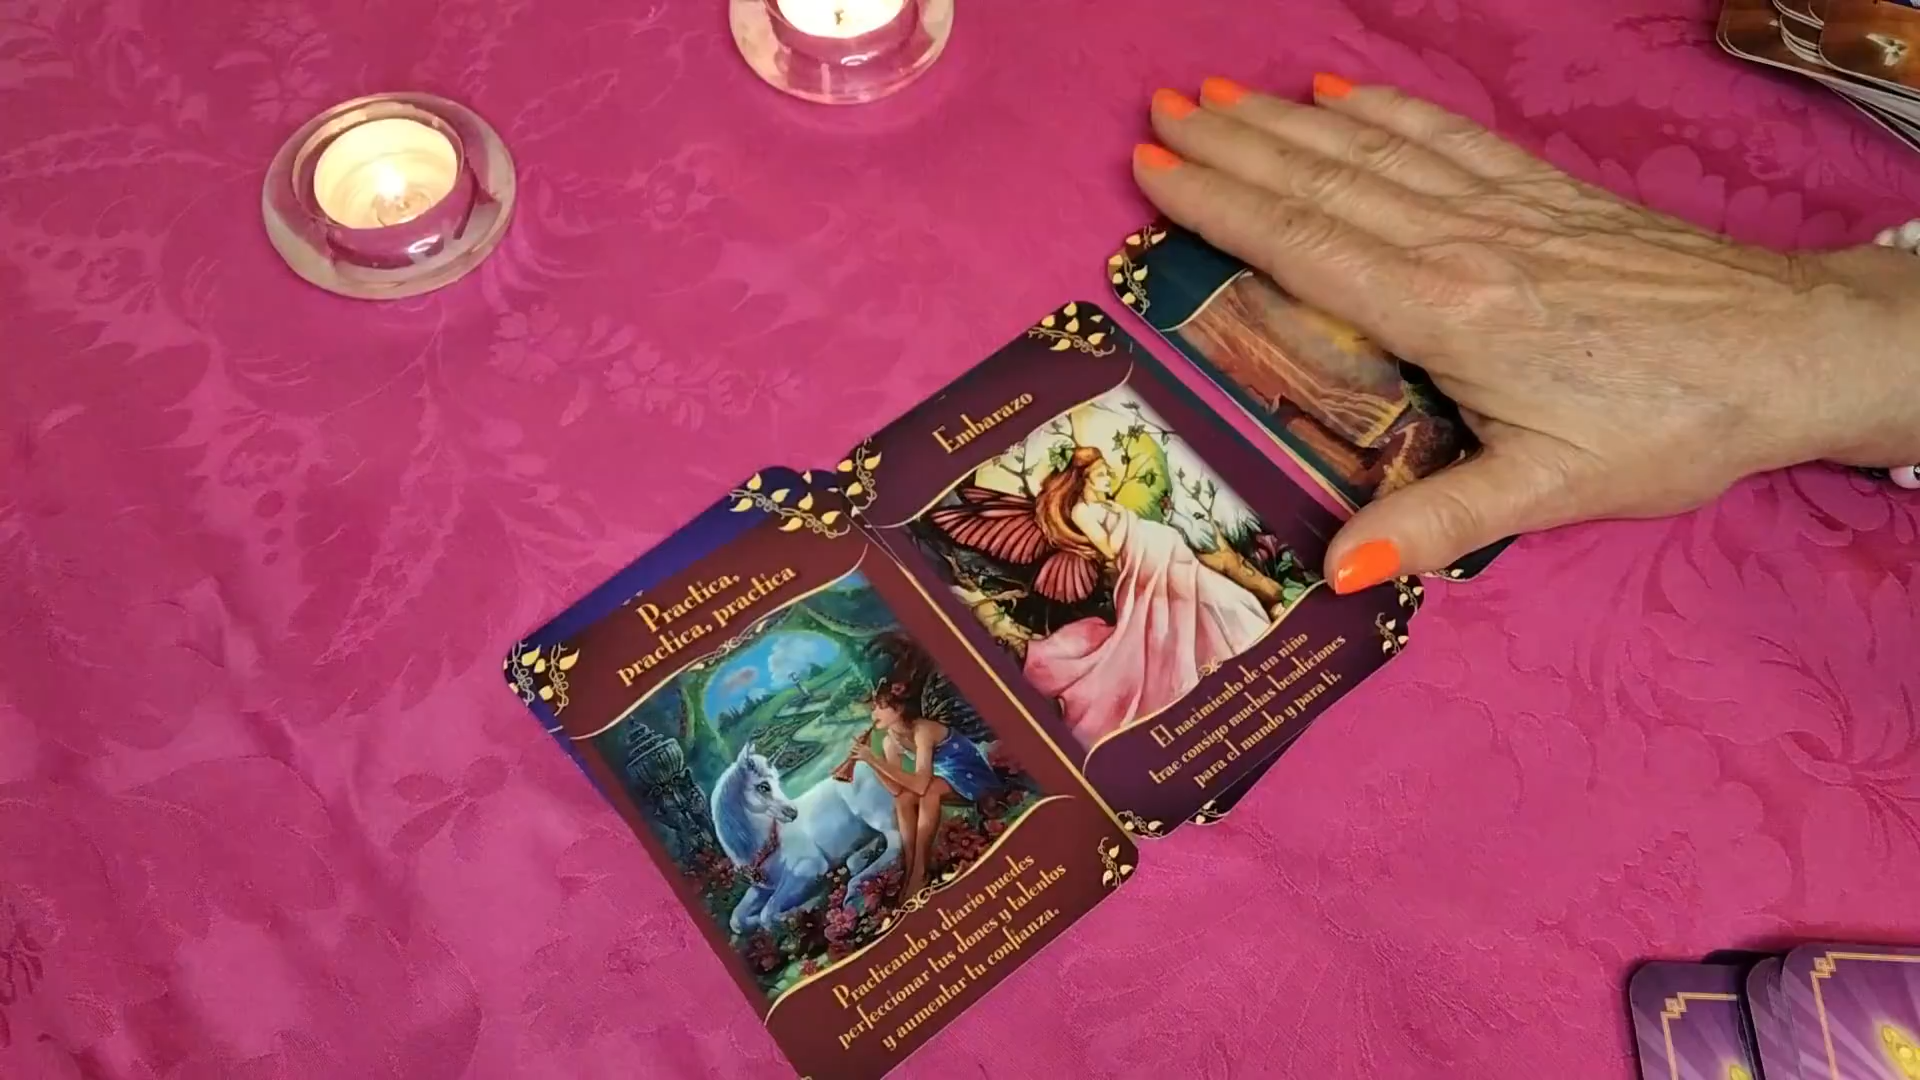 Practica,
practica, practica
Practicando a diario puedes
perfeccionar tus dones y talentos
y aumentar tu confianza.
Embarazo
El nacimiento de un niño
trae consigo muchas bendiciones
para el mundo y para ti.